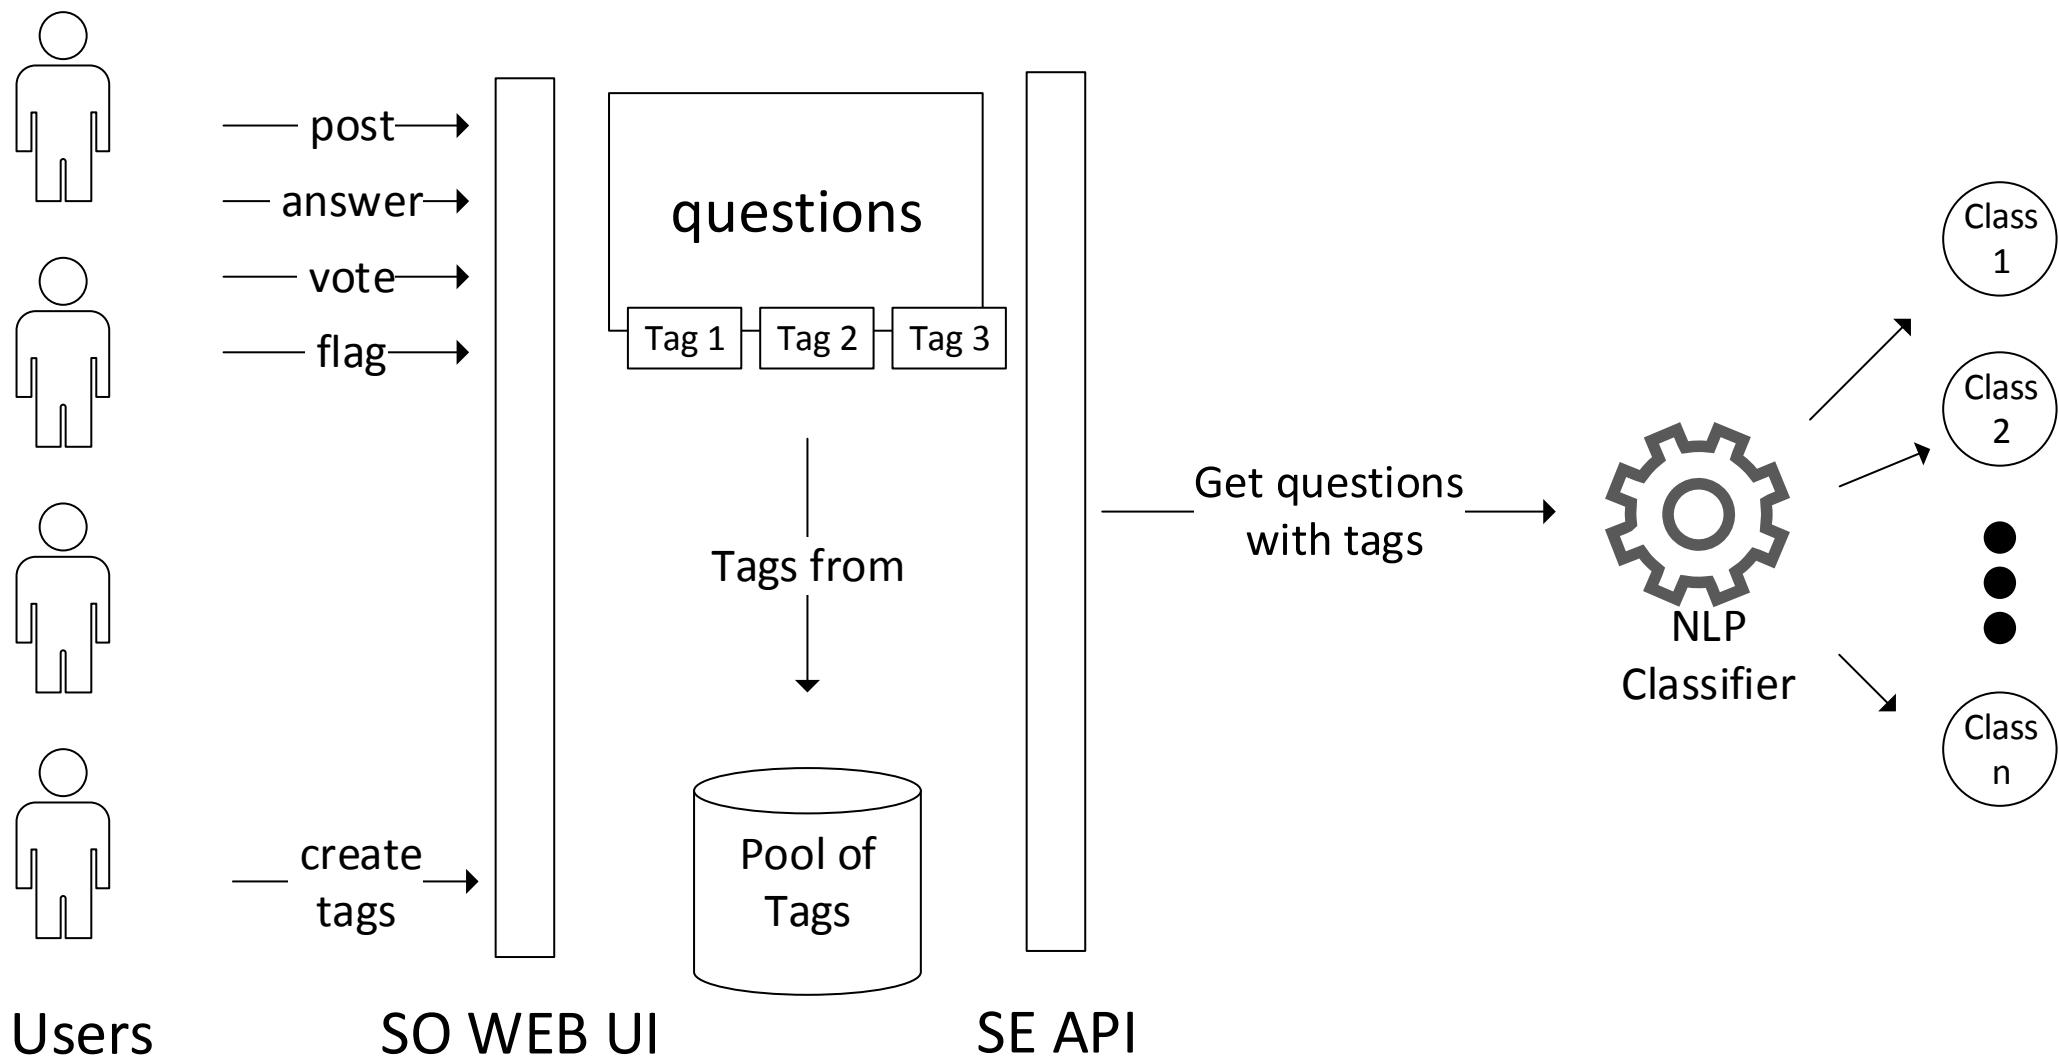 post
answer
vote
flag
create
tags
Users
SO WEB UI
questions
Tag 1
Tag 2
Tag 3
Tags from
Pool of
Tags
SE API
Get questions
with tags
NLP
Classifier
Class
1
Class
2
Class
n